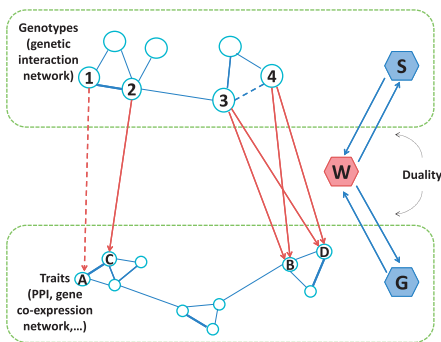 Genotypes
(genetic
interaction
network)
1
2
3
4
S
W
Duality
G
A
C
B
D
Traits
(PPI, gene
co-expression
network,...)